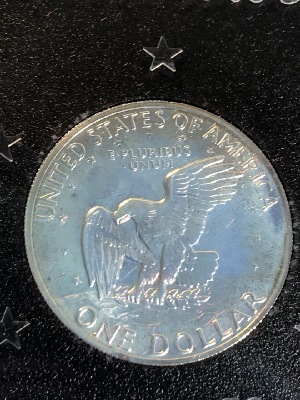 UNITED STATES OF AMERICA
E·PLURIBUS
UNUM
ONE DOLLAR